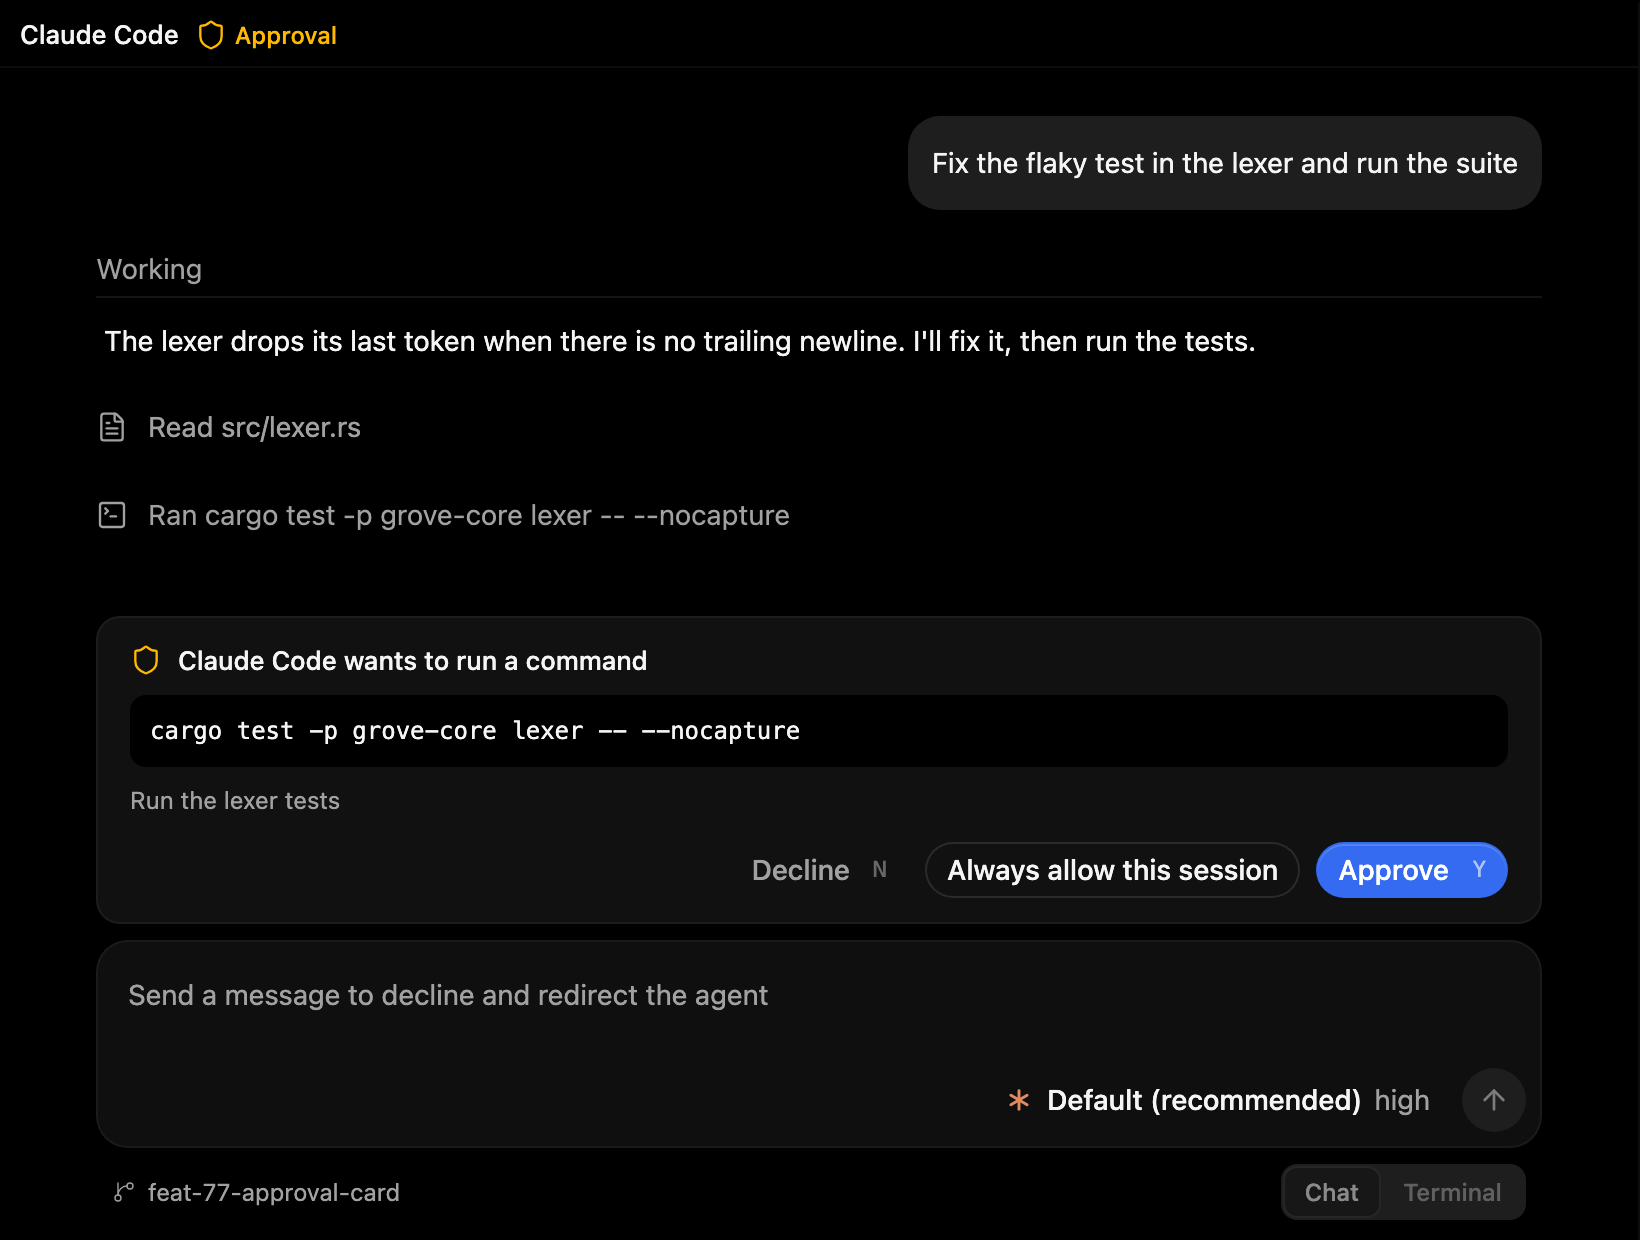 Claude Code Approval
Fix the flaky test in the lexer and run the suite
Working
The lexer drops its last token when there is no trailing newline. I'll fix it, then run the tests.
Read src/lexer.rs
Ran cargo test -p grove-core lexer -- --nocapture
Claude Code wants to run a command
cargo test -p grove-core lexer -- --nocapture
Run the lexer tests
Decline N Always allow this session Approve Y
Send a message to decline and redirect the agent
Default (recommended) high
feat-77-approval-card Chat Terminal